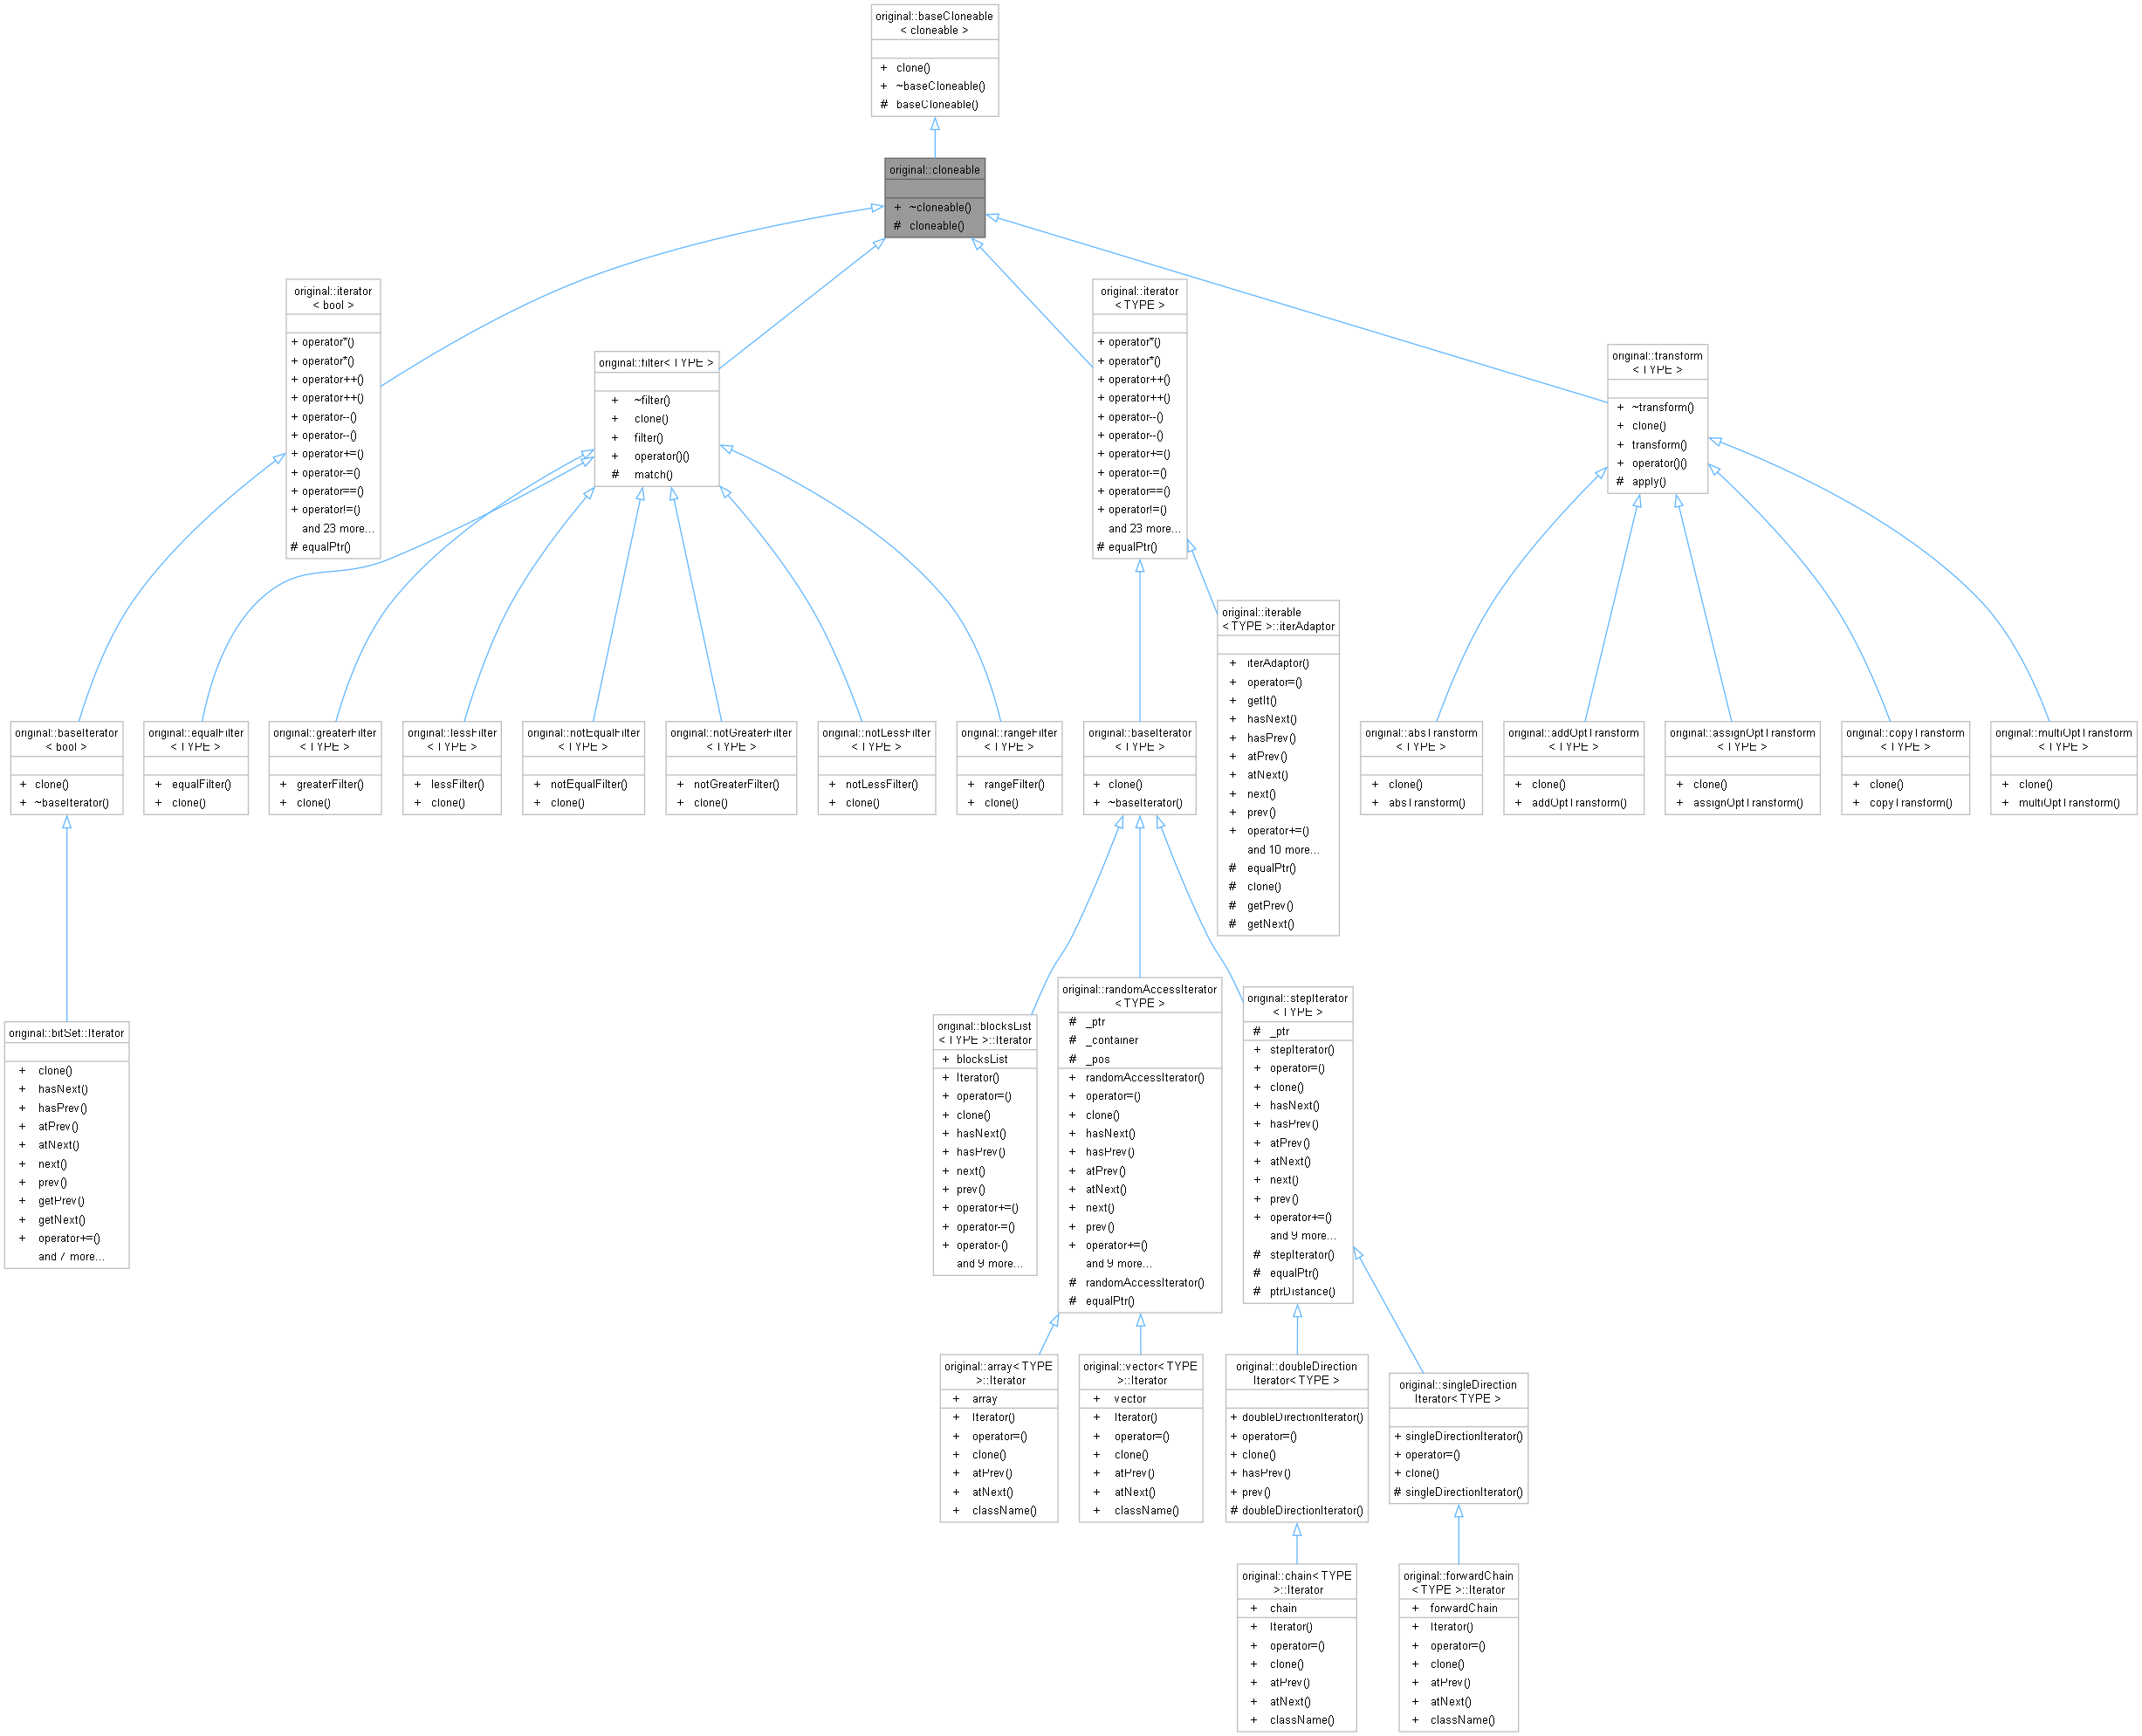 original::baseCloneable
< cloneable >
+ clone()
+ ~baseCloneable()
# baseCloneable()
original::cloneable
+ ~cloneable()
# cloneable()
original::iterator
< bool >
+ operator*()
+ operator*()
+ operator++()
+ operator++()
+ operator--()
+ operator--()
+ operator+=()
+ operator-=()
+ operator==()
+ operator!=()
and 23 more...
# equalPtr()
original::filter< TYPE >
+ ~filter()
+ clone()
+ filter()
+ operator()()
# match()
original::iterator
< TYPE >
+ operator*()
+ operator*()
+ operator++()
+ operator++()
+ operator--()
+ operator--()
+ operator+=()
+ operator-=()
+ operator==()
+ operator!=()
and 23 more...
# equalPtr()
original::transform
< TYPE >
+ ~transform()
+ clone()
+ transform()
+ operator()()
# apply()
original::iterable
< TYPE >::iterAdaptor
+ iterAdaptor()
+ operator=()
+ getIt()
+ hasNext()
+ hasPrev()
+ atPrev()
+ atNext()
+ next()
+ prev()
+ operator+=()
and 10 more...
# equalPtr()
# clone()
# getPrev()
# getNext()
original::baseIterator
< bool >
+ clone()
+ ~baseIterator()
original::equalFilter
< TYPE >
+ equalFilter()
+ clone()
original::greaterFilter
< TYPE >
+ greaterFilter()
+ clone()
original::lessFilter
< TYPE >
+ lessFilter()
+ clone()
original::notEqualFilter
< TYPE >
+ notEqualFilter()
+ clone()
original::notGreaterFilter
< TYPE >
+ notGreaterFilter()
+ clone()
original::notLessFilter
< TYPE >
+ notLessFilter()
+ clone()
original::rangeFilter
< TYPE >
+ rangeFilter()
+ clone()
original::baseIterator
< TYPE >
+ clone()
+ ~baseIterator()
original::absTransform
< TYPE >
+ clone()
+ absTransform()
original::addOptTransform
< TYPE >
+ clone()
+ addOptTransform()
original::assignOptTransform
< TYPE >
+ clone()
+ assignOptTransform()
original::copyTransform
< TYPE >
+ clone()
+ copyTransform()
original::multiOptTransform
< TYPE >
+ clone()
+ multiOptTransform()
original::bitSet::Iterator
+ clone()
+ hasNext()
+ hasPrev()
+ atPrev()
+ atNext()
+ next()
+ prev()
+ getPrev()
+ getNext()
+ operator+=()
and 7 more...
original::blocksList
< TYPE >::Iterator
+ blocksList
+ Iterator()
+ operator=()
+ clone()
+ hasNext()
+ hasPrev()
+ next()
+ prev()
+ operator+=()
+ operator-=()
+ operator-()
and 9 more...
original::randomAccessIterator
< TYPE >
# _ptr
# _container
# _pos
+ randomAccessIterator()
+ operator=()
+ clone()
+ hasNext()
+ hasPrev()
+ atPrev()
+ atNext()
+ next()
+ prev()
+ operator+=()
and 9 more...
# randomAccessIterator()
# equalPtr()
original::stepIterator
< TYPE >
# _ptr
+ stepIterator()
+ operator=()
+ clone()
+ hasNext()
+ hasPrev()
+ atPrev()
+ atNext()
+ next()
+ prev()
+ operator+=()
and 9 more...
# stepIterator()
# equalPtr()
# ptrDistance()
original::array< TYPE
>::Iterator
+ array
+ Iterator()
+ operator=()
+ clone()
+ atPrev()
+ atNext()
+ className()
original::vector< TYPE
>::Iterator
+ vector
+ Iterator()
+ operator=()
+ clone()
+ atPrev()
+ atNext()
+ className()
original::doubleDirection
Iterator< TYPE >
+ doubleDirectionIterator()
+ operator=()
+ clone()
+ hasPrev()
+ prev()
# doubleDirectionIterator()
original::singleDirection
Iterator< TYPE >
+ singleDirectionIterator()
+ operator=()
+ clone()
# singleDirectionIterator()
original::chain< TYPE
>::Iterator
+ chain
+ Iterator()
+ operator=()
+ clone()
+ atPrev()
+ atNext()
+ className()
original::forwardChain
< TYPE >::Iterator
+ forwardChain
+ Iterator()
+ operator=()
+ clone()
+ atPrev()
+ atNext()
+ className()